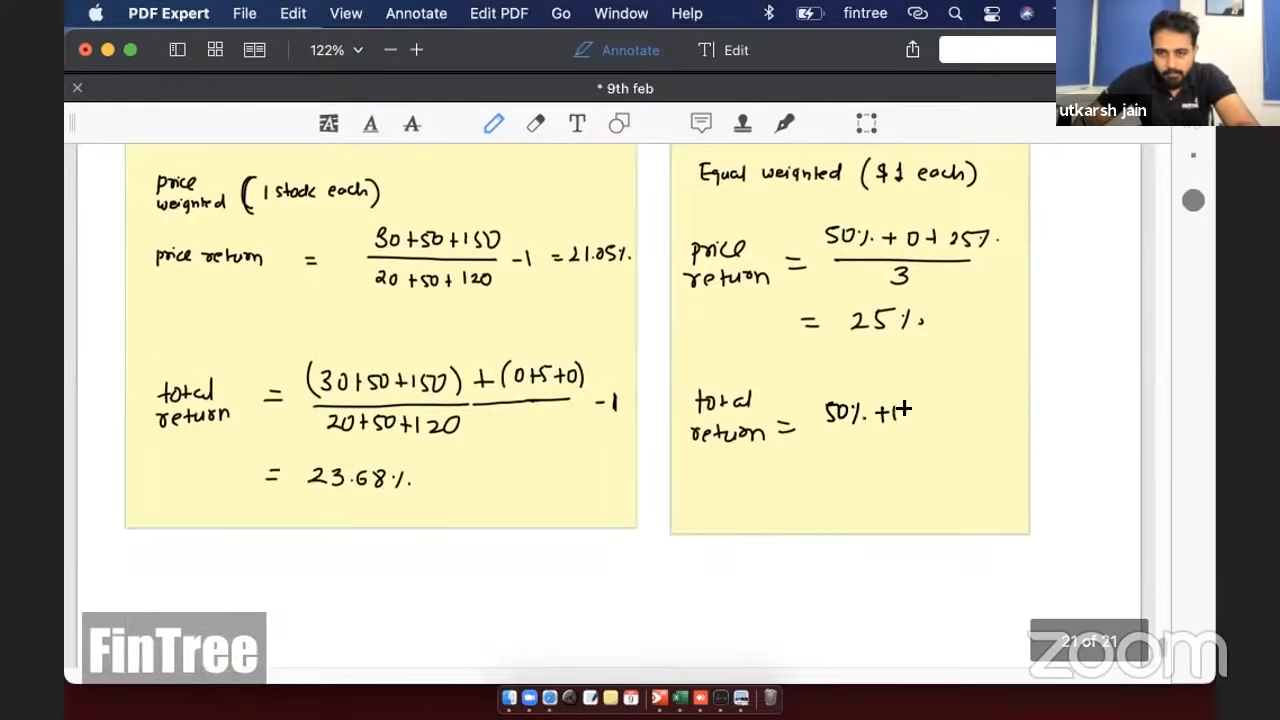 PDF Expert File Edit View Annotate Edit PDF Go Window Help fintree
122% Annotate T Edit
* 9th feb
utkarsh jain
price weighted (1 stock each)
price return = 30+50+150 / 20+50+120 -1 = 21.05%
total return = (30+50+150) + (0+5+0) / 20+50+120 -1
= 23.68%
Equal weighted ($1 each)
price return = 50% + 0 + 25% / 3
= 25%
total return = 50% +1
FinTree
21 of 21
zoom